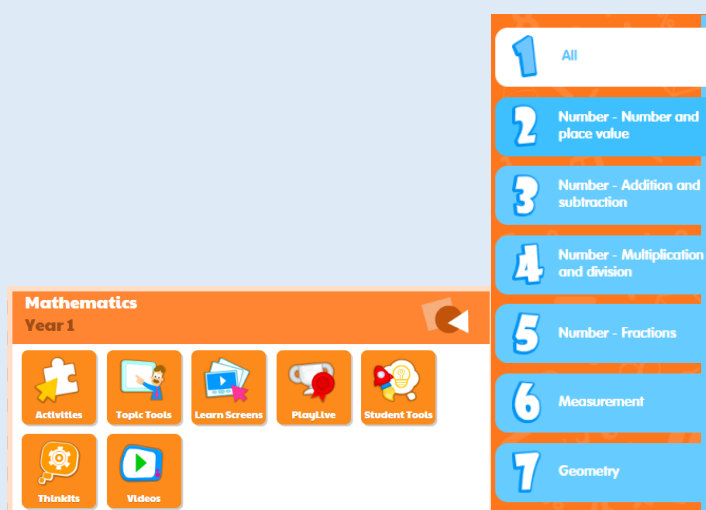 Mathematics
Year 1
Activities
Topic Tools
Learn Screens
PlayLive
Student Tools
Thinkits
Videos
1 All
2 Number - Number and
place value
3 Number - Addition and
subtraction
4 Number - Multiplication
and division
5 Number - Fractions
6 Measurement
7 Geometry